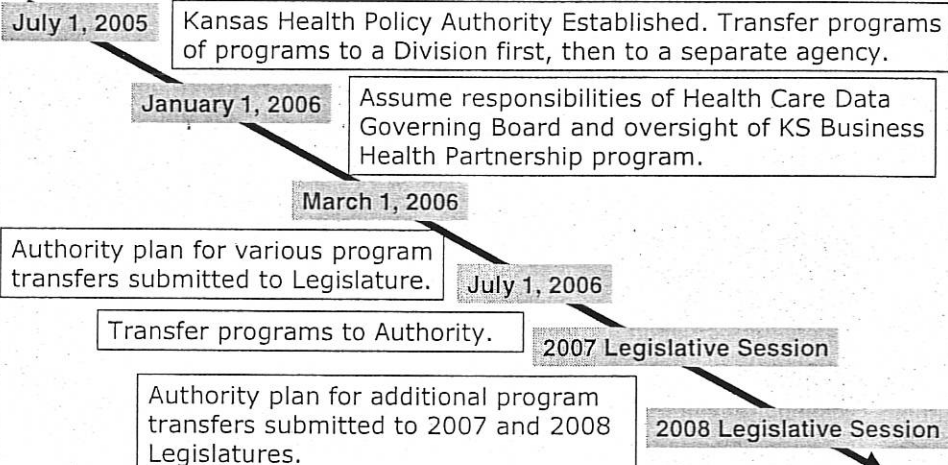 July 1, 2005
Kansas Health Policy Authority Established. Transfer programs
of programs to a Division first, then to a separate agency.
January 1, 2006
Assume responsibilities of Health Care Data
Governing Board and oversight of KS Business
Health Partnership program.
March 1, 2006
Authority plan for various program
transfers submitted to Legislature.
July 1, 2006
Transfer programs to Authority.
2007 Legislative Session
Authority plan for additional program
transfers submitted to 2007 and 2008
Legislatures.
2008 Legislative Session